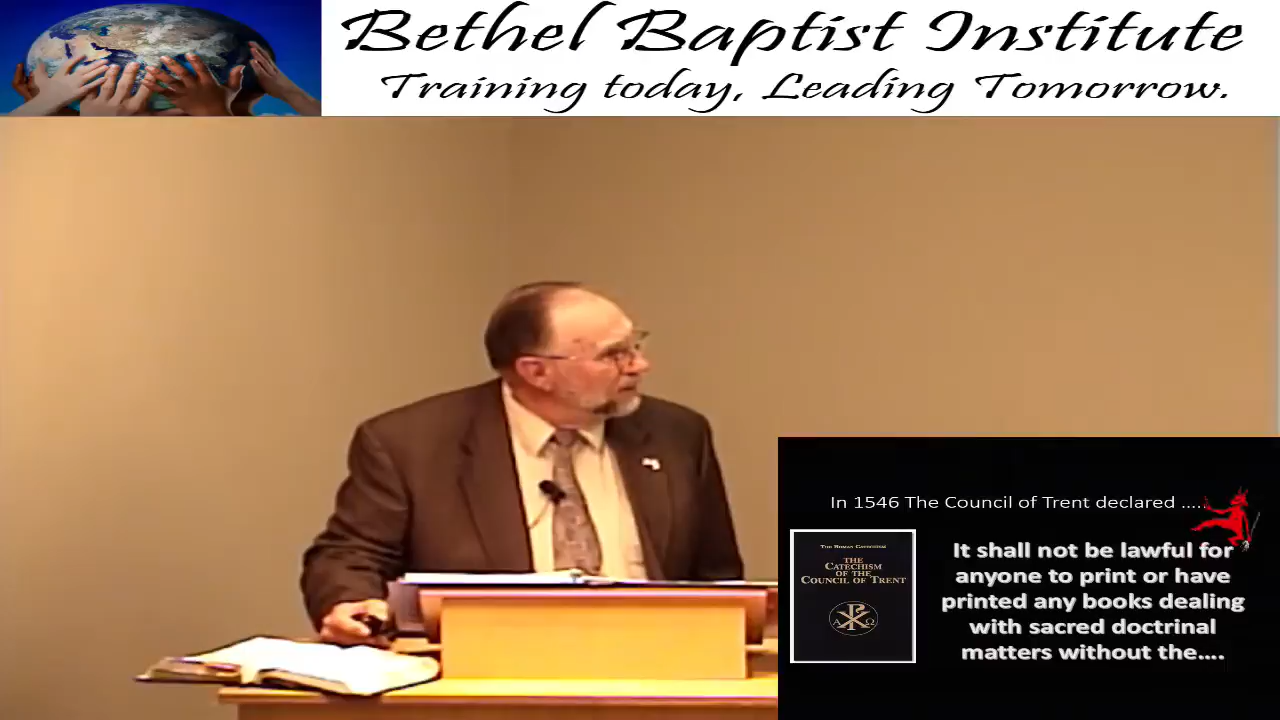 Bethel Baptist Institute
Training today, Leading Tomorrow.
In 1546 The Council of Trent declared .....
The Roman Catechism
THE
CATECHISM
OF THE
COUNCIL OF TRENT
Α Ω
It shall not be lawful for
anyone to print or have
printed any books dealing
with sacred doctrinal
matters without the....